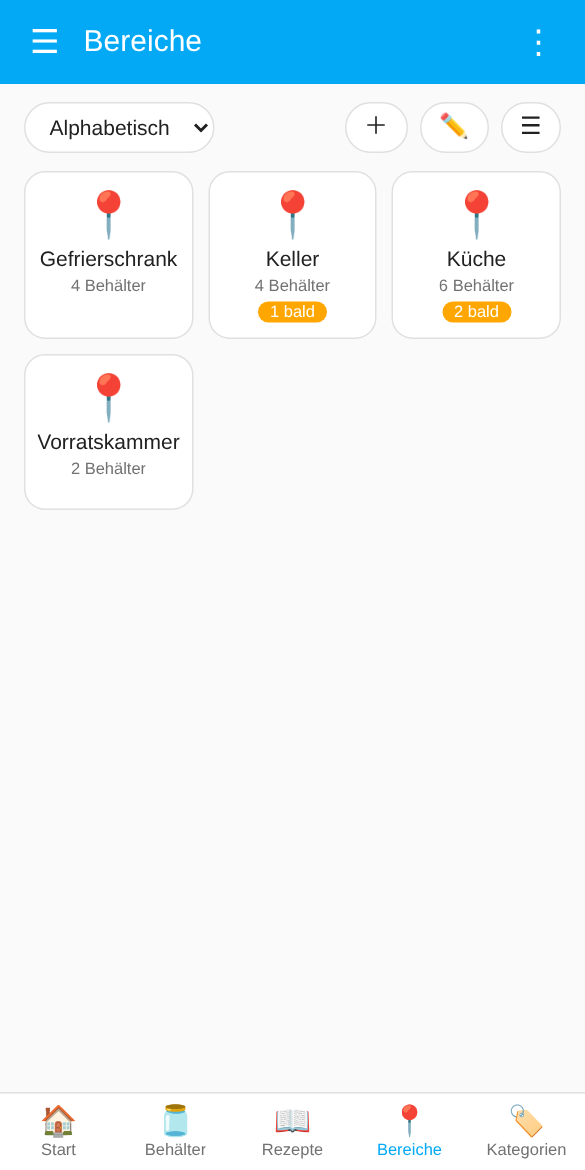 Bereiche
Alphabetisch
Gefrierschrank
4 Behälter
Keller
4 Behälter
1 bald
Küche
6 Behälter
2 bald
Vorratskammer
2 Behälter
Start
Behälter
Rezepte
Bereiche
Kategorien